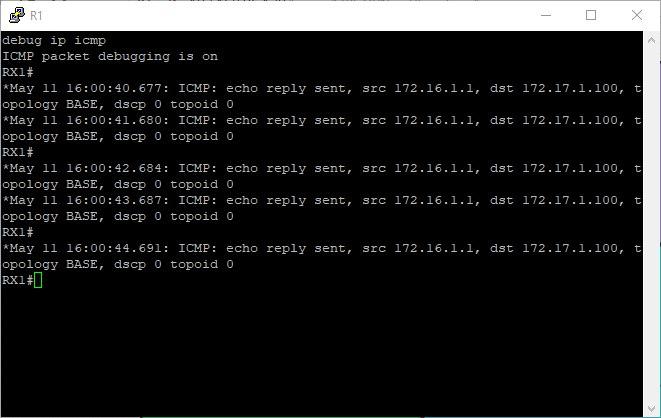 R1
debug ip icmp
ICMP packet debugging is on
RX1#
*May 11 16:00:40.677: ICMP: echo reply sent, src 172.16.1.1, dst 172.17.1.100, t
opology BASE, dscp 0 topoid 0
*May 11 16:00:41.680: ICMP: echo reply sent, src 172.16.1.1, dst 172.17.1.100, t
opology BASE, dscp 0 topoid 0
RX1#
*May 11 16:00:42.684: ICMP: echo reply sent, src 172.16.1.1, dst 172.17.1.100, t
opology BASE, dscp 0 topoid 0
*May 11 16:00:43.687: ICMP: echo reply sent, src 172.16.1.1, dst 172.17.1.100, t
opology BASE, dscp 0 topoid 0
RX1#
*May 11 16:00:44.691: ICMP: echo reply sent, src 172.16.1.1, dst 172.17.1.100, t
opology BASE, dscp 0 topoid 0
RX1#